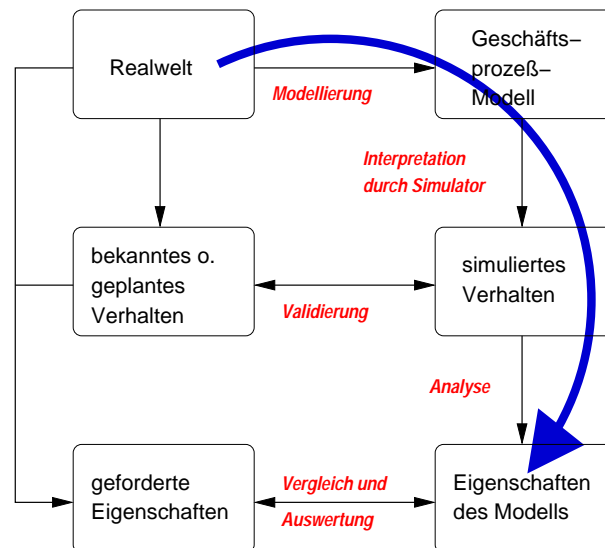 Realwelt
Geschäfts–
prozeß–
Modell
Modellierung
Interpretation
durch Simulator
bekanntes o.
geplantes
Verhalten
simuliertes
Verhalten
Validierung
Analyse
geforderte
Eigenschaften
Vergleich und
Auswertung
Eigenschaften
des Modells